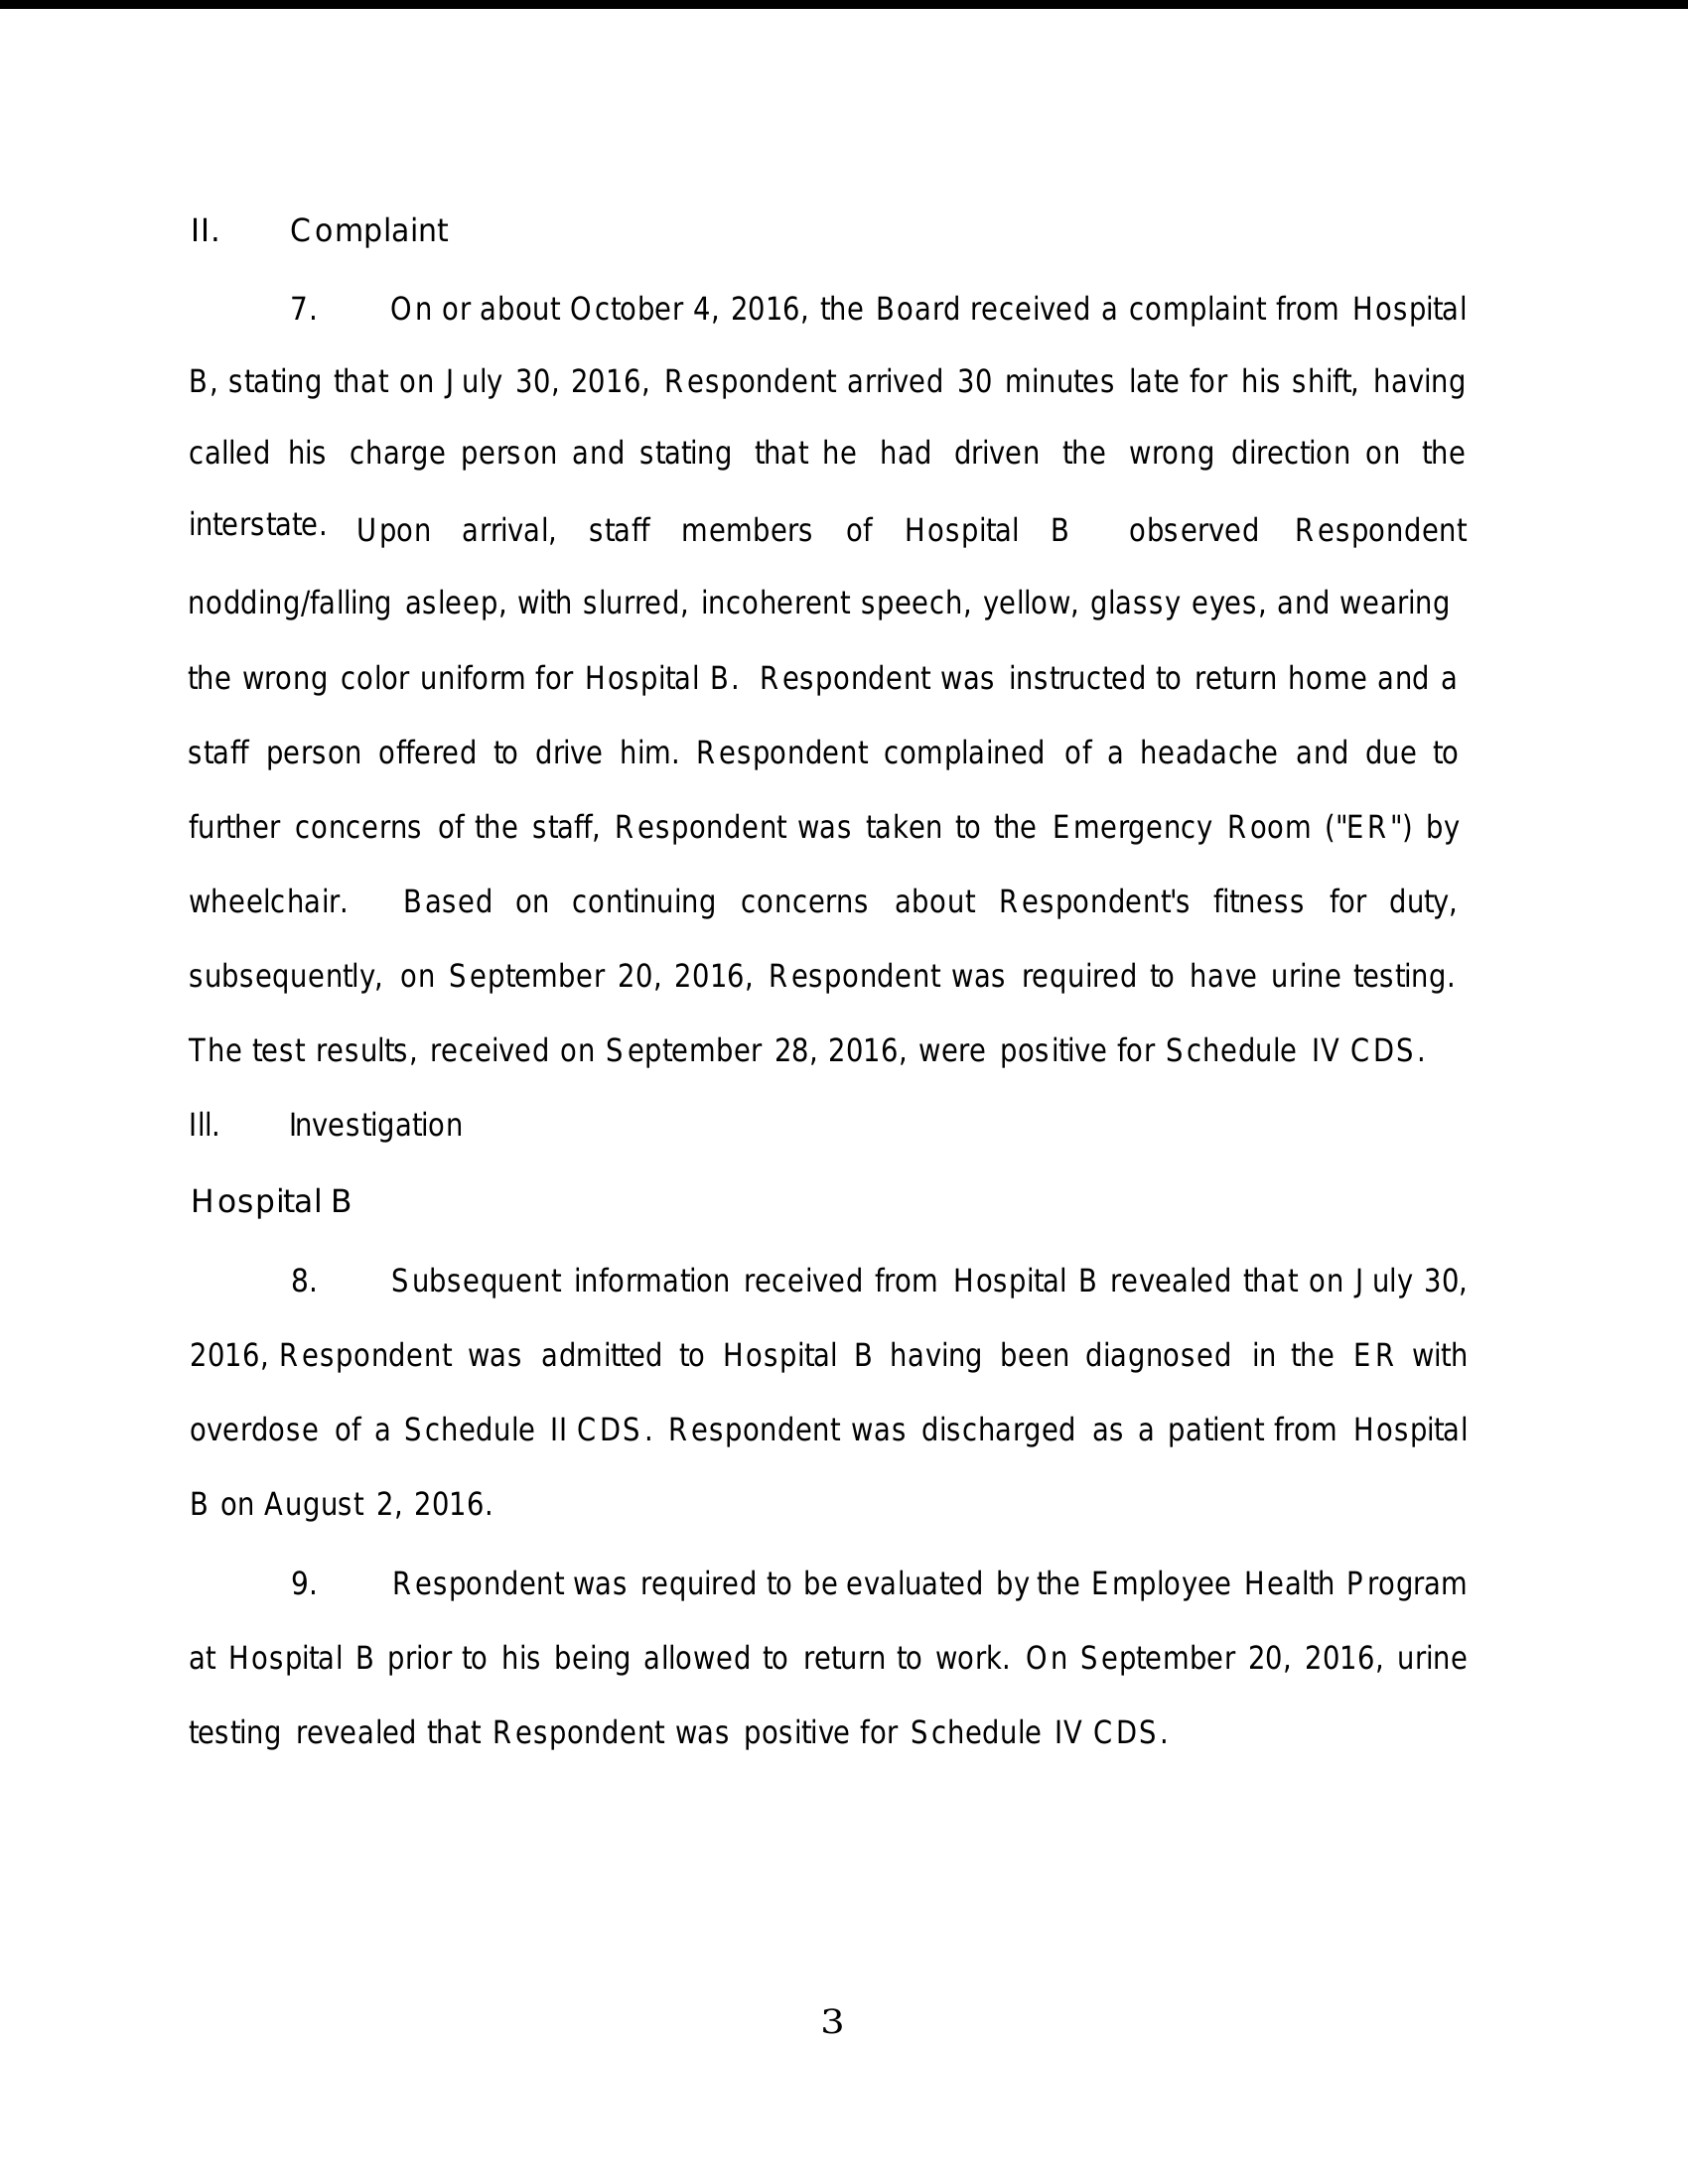 II. Complaint
7. On or about October 4, 2016, the Board received a complaint from Hospital
B, stating that on July 30, 2016, Respondent arrived 30 minutes late for his shift, having
called his charge person and stating that he had driven the wrong direction on the
interstate. Upon arrival, staff members of Hospital B observed Respondent
nodding/falling asleep, with slurred, incoherent speech, yellow, glassy eyes, and wearing
the wrong color uniform for Hospital B. Respondent was instructed to return home and a
staff person offered to drive him. Respondent complained of a headache and due to
further concerns of the staff, Respondent was taken to the Emergency Room ("ER") by
wheelchair. Based on continuing concerns about Respondent's fitness for duty,
subsequently, on September 20, 2016, Respondent was required to have urine testing.
The test results, received on September 28, 2016, were positive for Schedule IV CDS.
Ill. Investigation
Hospital B
8. Subsequent information received from Hospital B revealed that on July 30,
2016, Respondent was admitted to Hospital B having been diagnosed in the ER with
overdose of a Schedule II CDS. Respondent was discharged as a patient from Hospital
B on August 2, 2016.
9. Respondent was required to be evaluated by the Employee Health Program
at Hospital B prior to his being allowed to return to work. On September 20, 2016, urine
testing revealed that Respondent was positive for Schedule IV CDS.
3